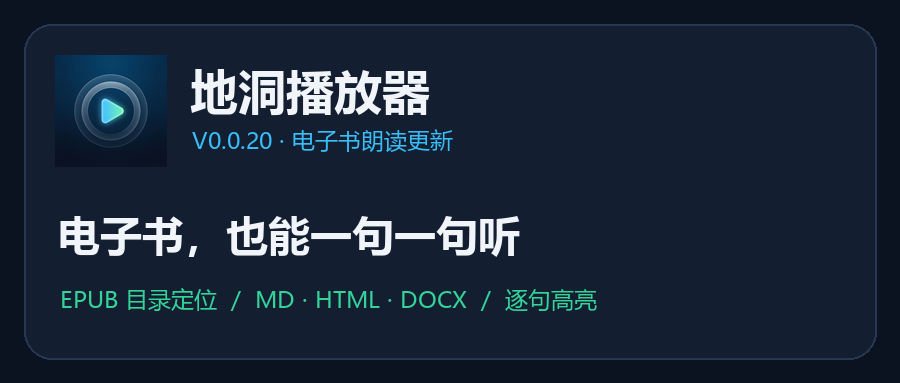 地洞播放器
V0.0.20 · 电子书朗读更新
电子书，也能一句一句听
EPUB 目录定位 / MD · HTML · DOCX / 逐句高亮